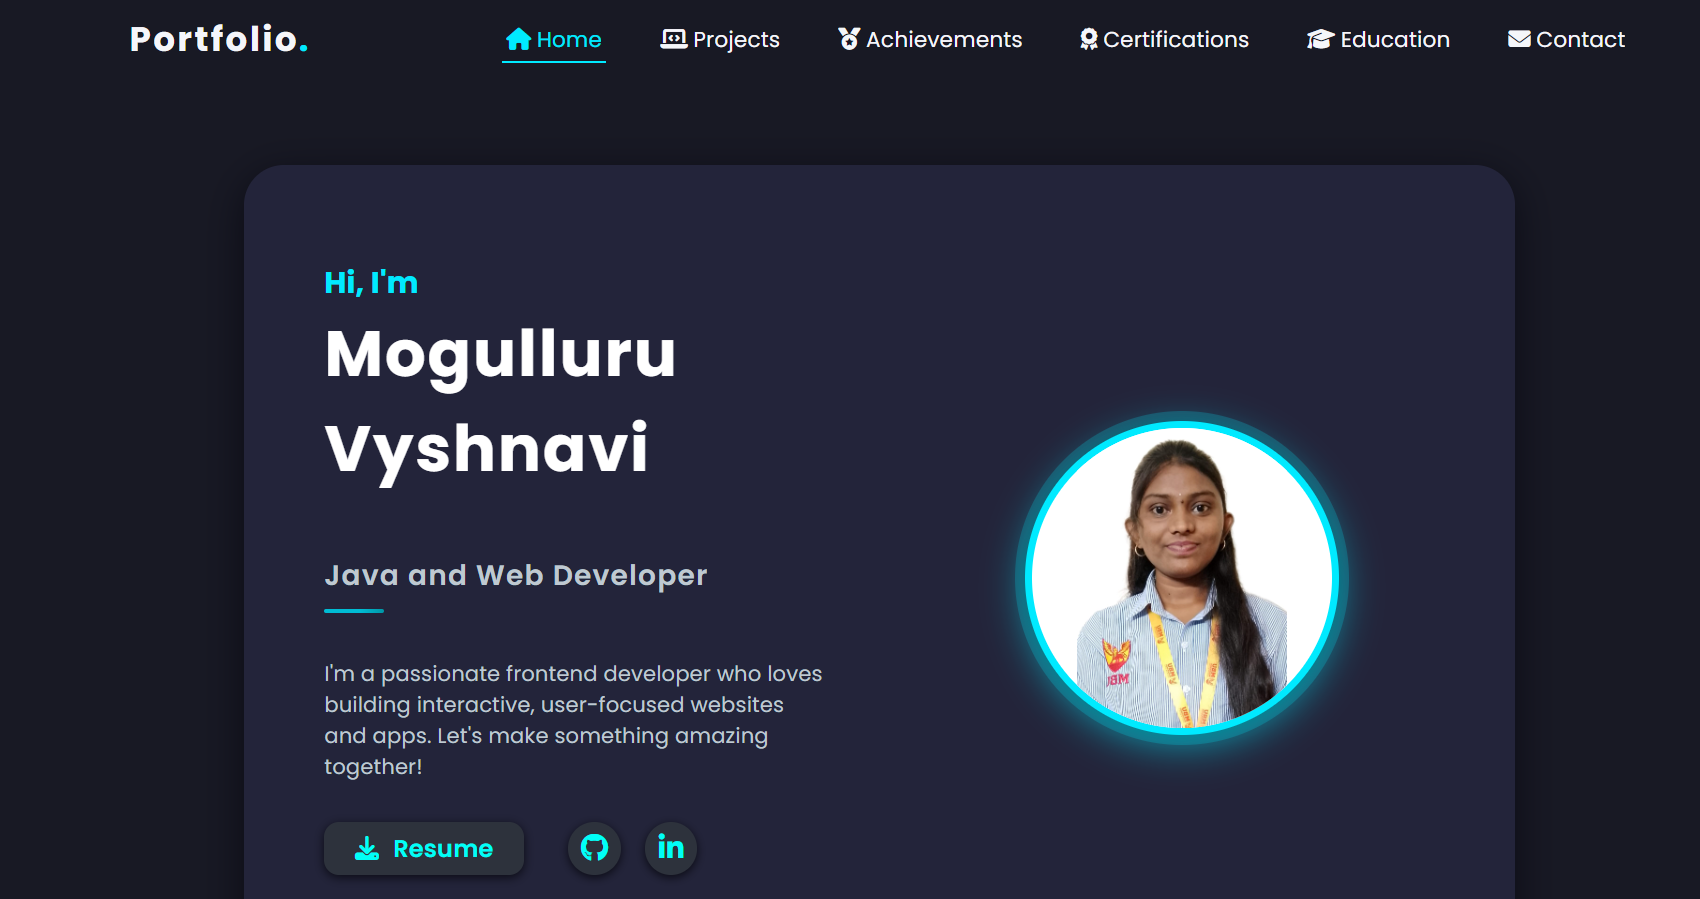 Portfolio.
Home Projects Achievements Certifications Education Contact
Hi, I'm
Mogulluru
Vyshnavi
Java and Web Developer
I'm a passionate frontend developer who loves
building interactive, user-focused websites
and apps. Let's make something amazing
together!
Resume
in